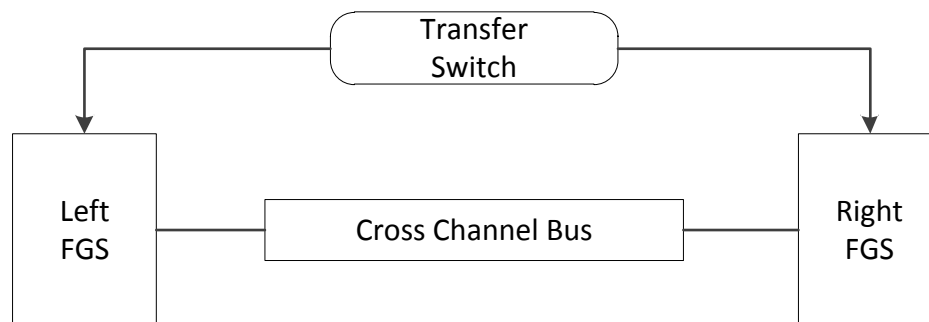 Transfer
Switch
Left
FGS
Cross Channel Bus
Right
FGS